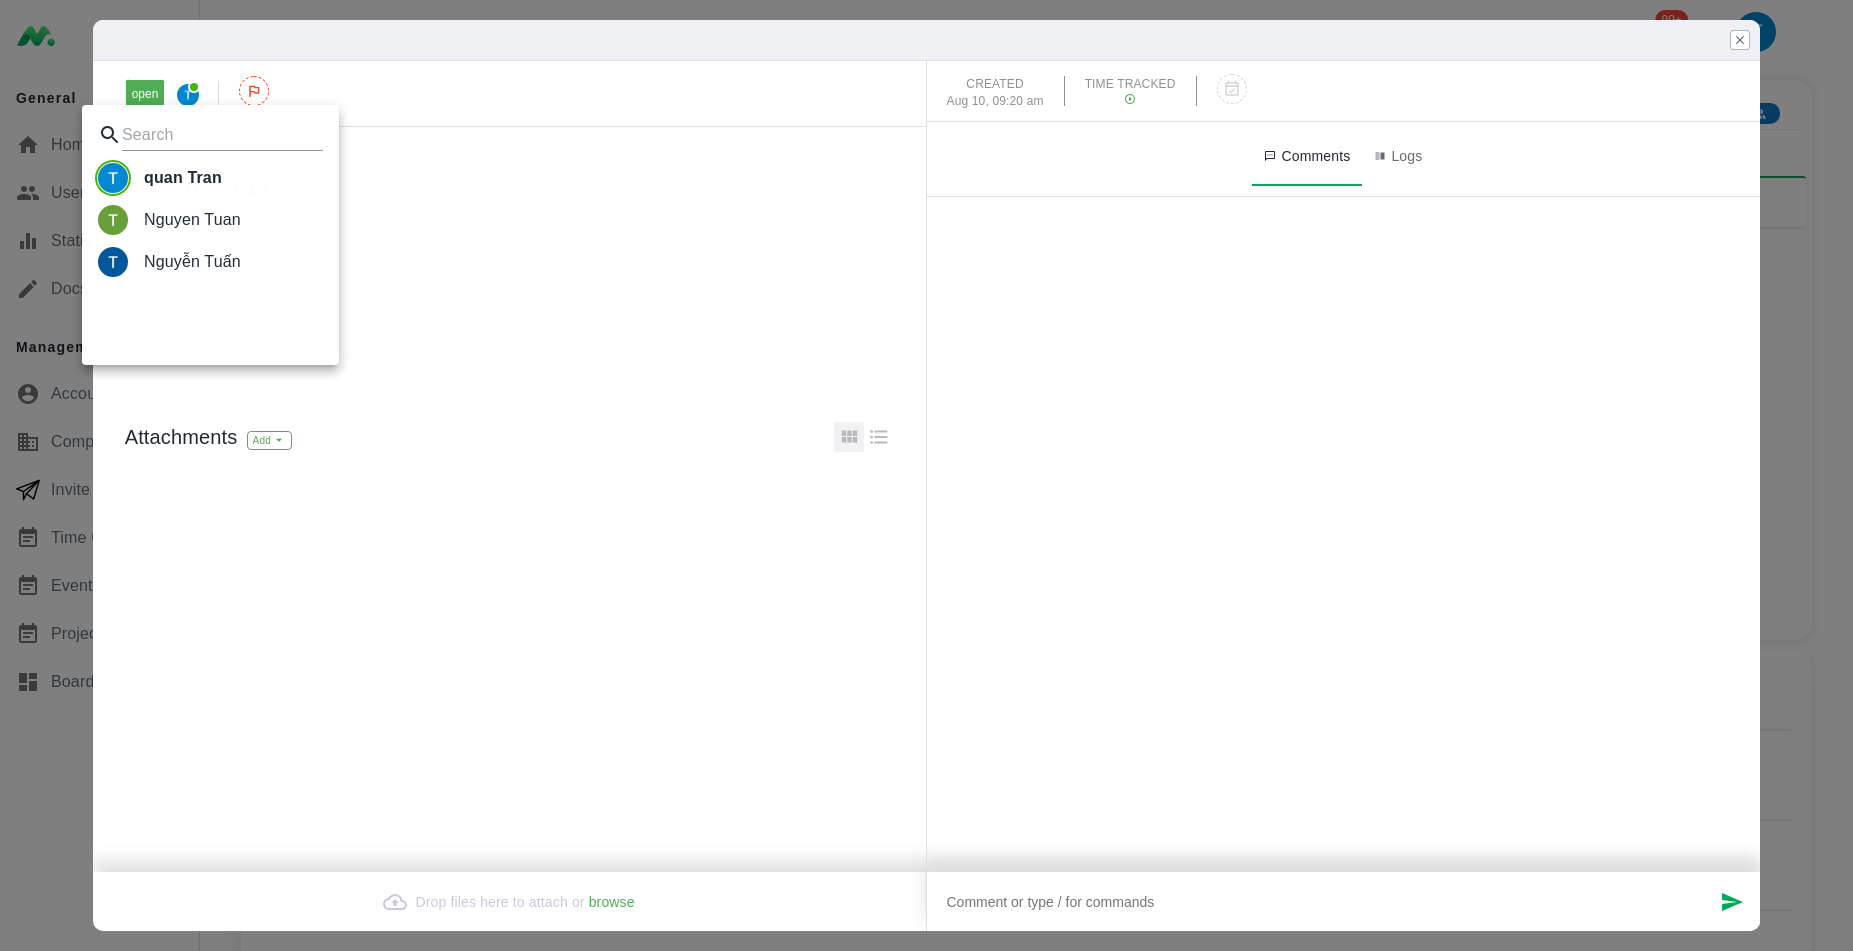 General
Hom
User
Stati
Docs
Managem
Accou
Comp
Invite
Time
Event
Projec
Board
99+
open
T
Search
T quan Tran
T Nguyen Tuan
T Nguyễn Tuấn
Attachments Add
Drop files here to attach or browse
CREATED
Aug 10, 09:20 am
TIME TRACKED
Comments Logs
Comment or type / for commands